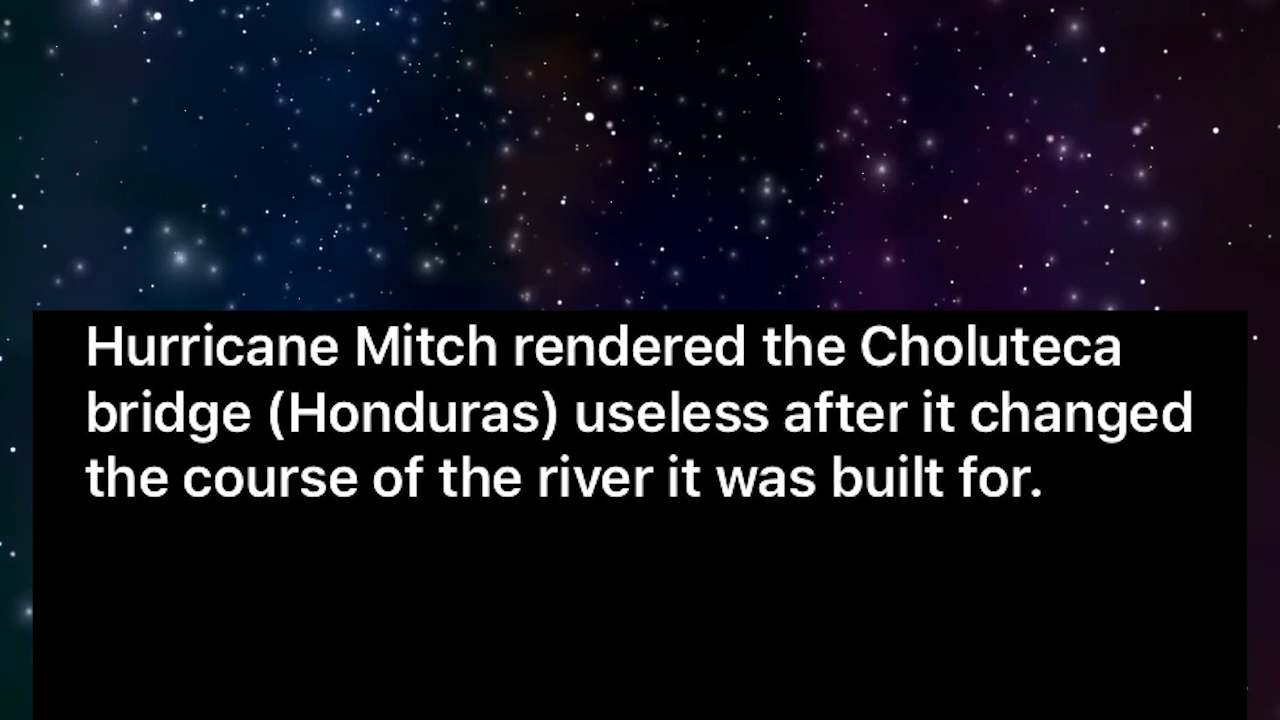 Hurricane Mitch rendered the Choluteca
bridge (Honduras) useless after it changed
the course of the river it was built for.